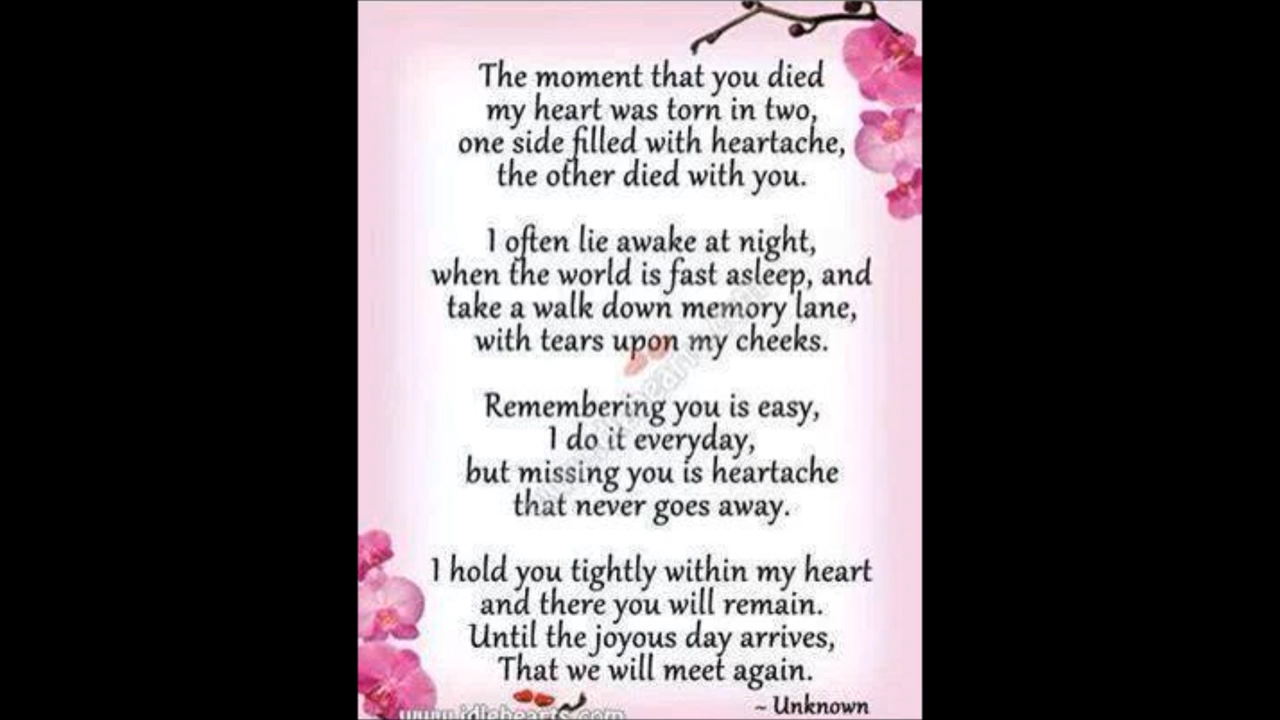 The moment that you died
my heart was torn in two,
one side filled with heartache,
the other died with you.
I often lie awake at night,
when the world is fast asleep, and
take a walk down memory lane,
with tears upon my cheeks.
Remembering you is easy,
I do it everyday,
but missing you is heartache
that never goes away.
I hold you tightly within my heart
and there you will remain.
Until the joyous day arrives,
That we will meet again.
~ Unknown
www.idlehearts.com